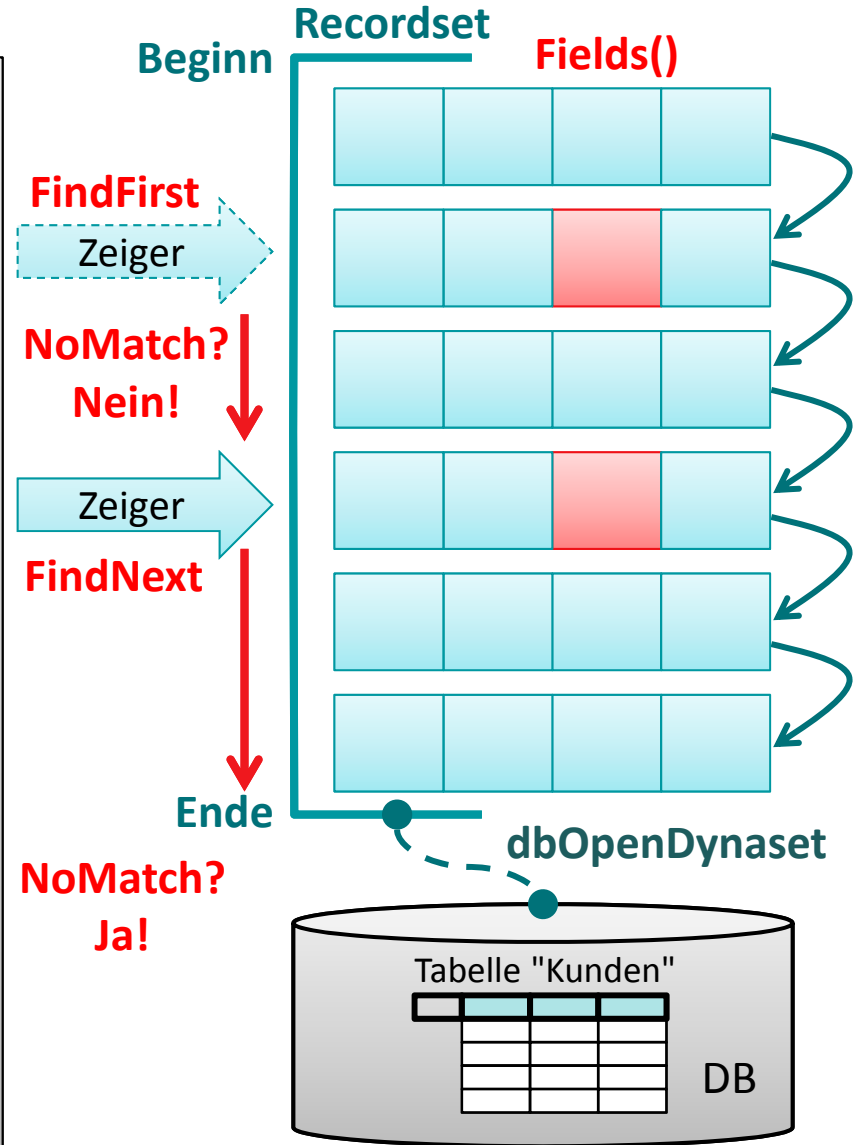 Recordset
Beginn
Fields()
FindFirst
Zeiger
NoMatch?
Nein!
Zeiger
FindNext
Ende
dbOpenDynaset
NoMatch?
Ja!
Tabelle "Kunden"
DB